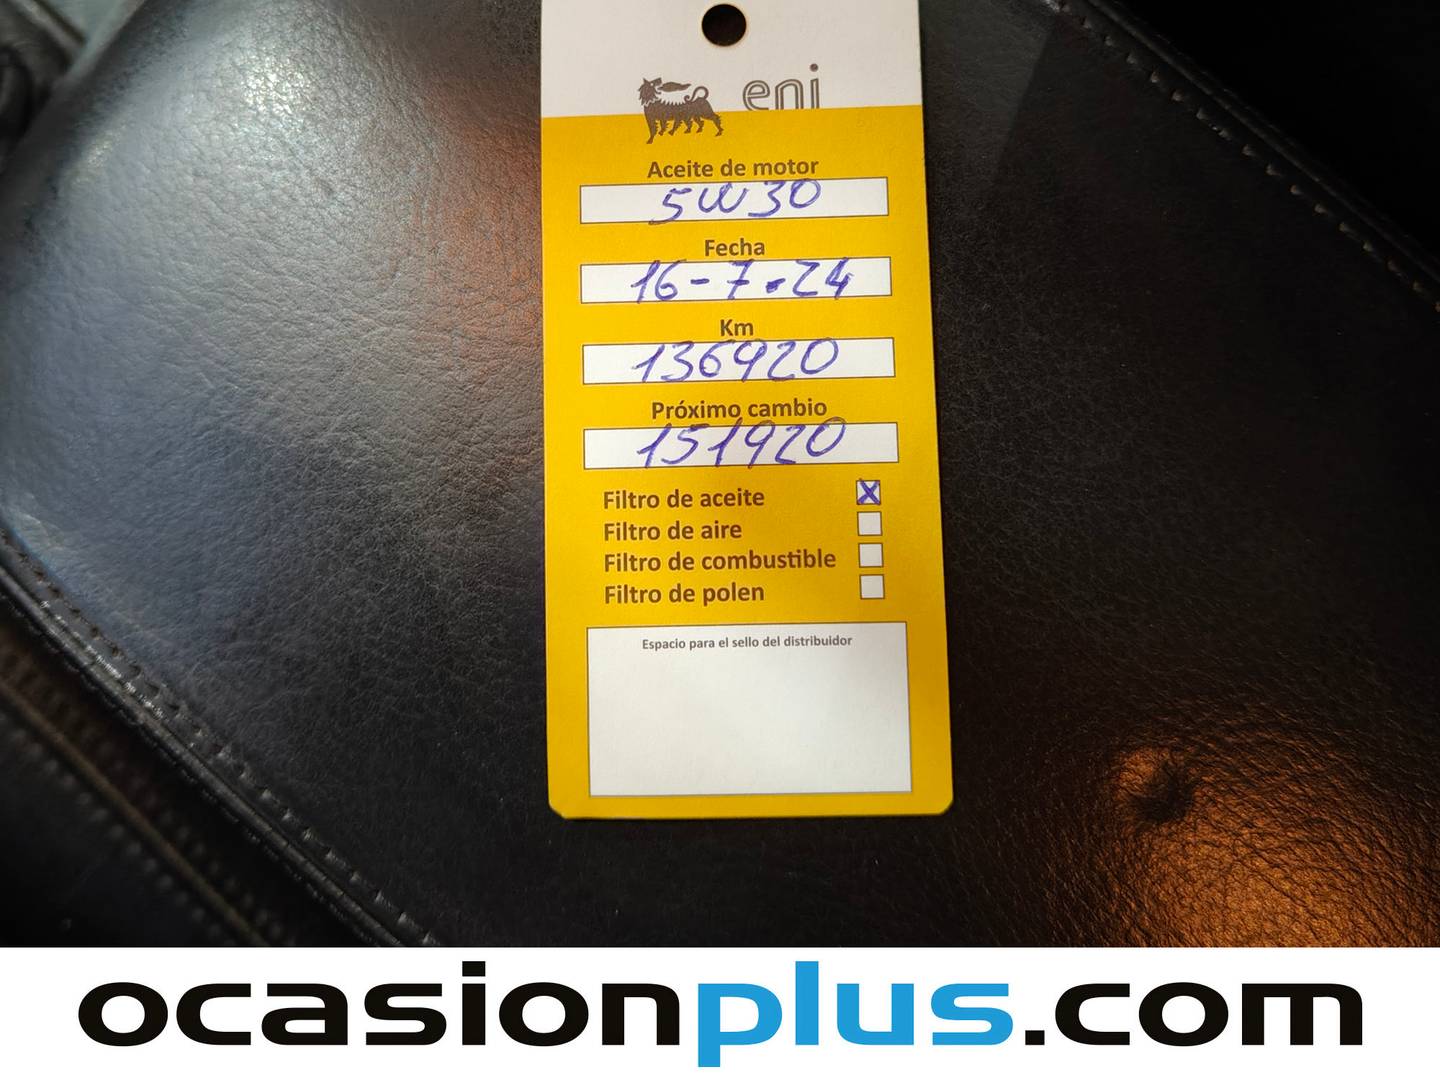 eni
Aceite de motor
5W30
Fecha
16-7-24
Km
136920
Próximo cambio
151920
Filtro de aceite X
Filtro de aire
Filtro de combustible
Filtro de polen
Espacio para el sello del distribuidor
ocasionplus.com